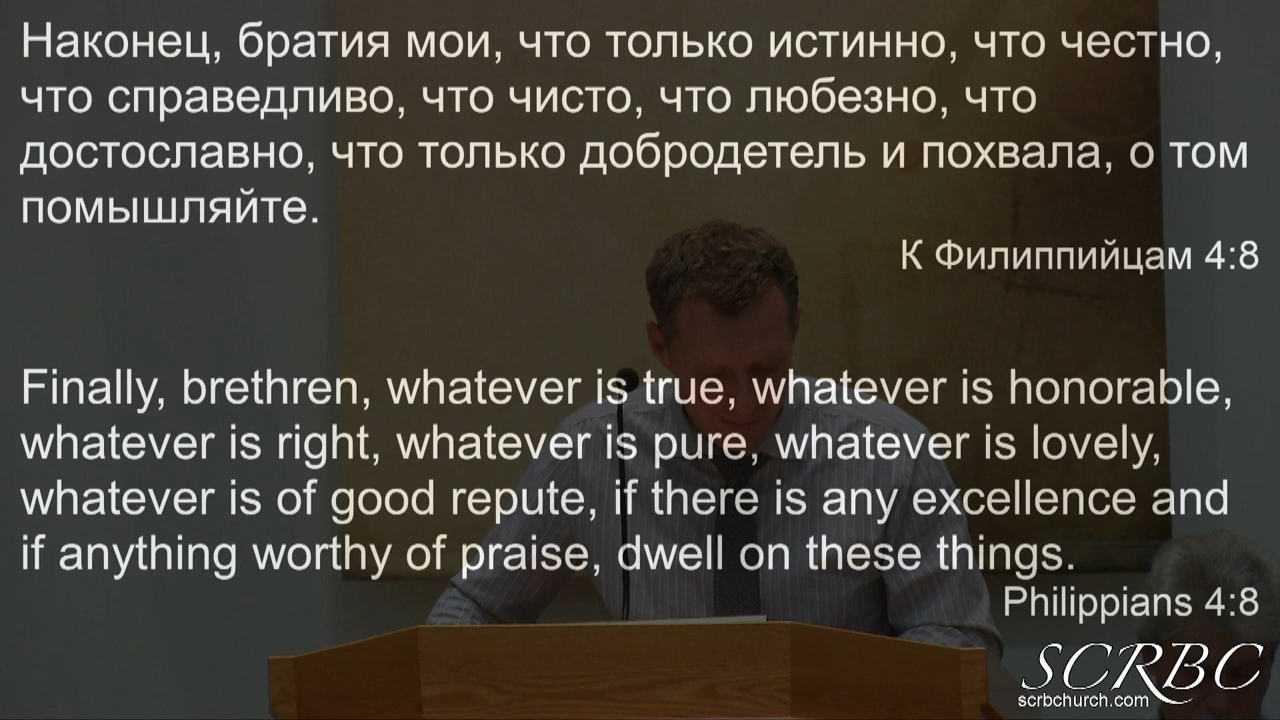 Наконец, братия мои, что только истинно, что честно,
что справедливо, что чисто, что любезно, что
достославно, что только добродетель и похвала, о том
помышляйте.
К Филиппийцам 4:8
Finally, brethren, whatever is true, whatever is honorable,
whatever is right, whatever is pure, whatever is lovely,
whatever is of good repute, if there is any excellence and
if anything worthy of praise, dwell on these things.
Philippians 4:8
SCRBC
scrbchurch.com